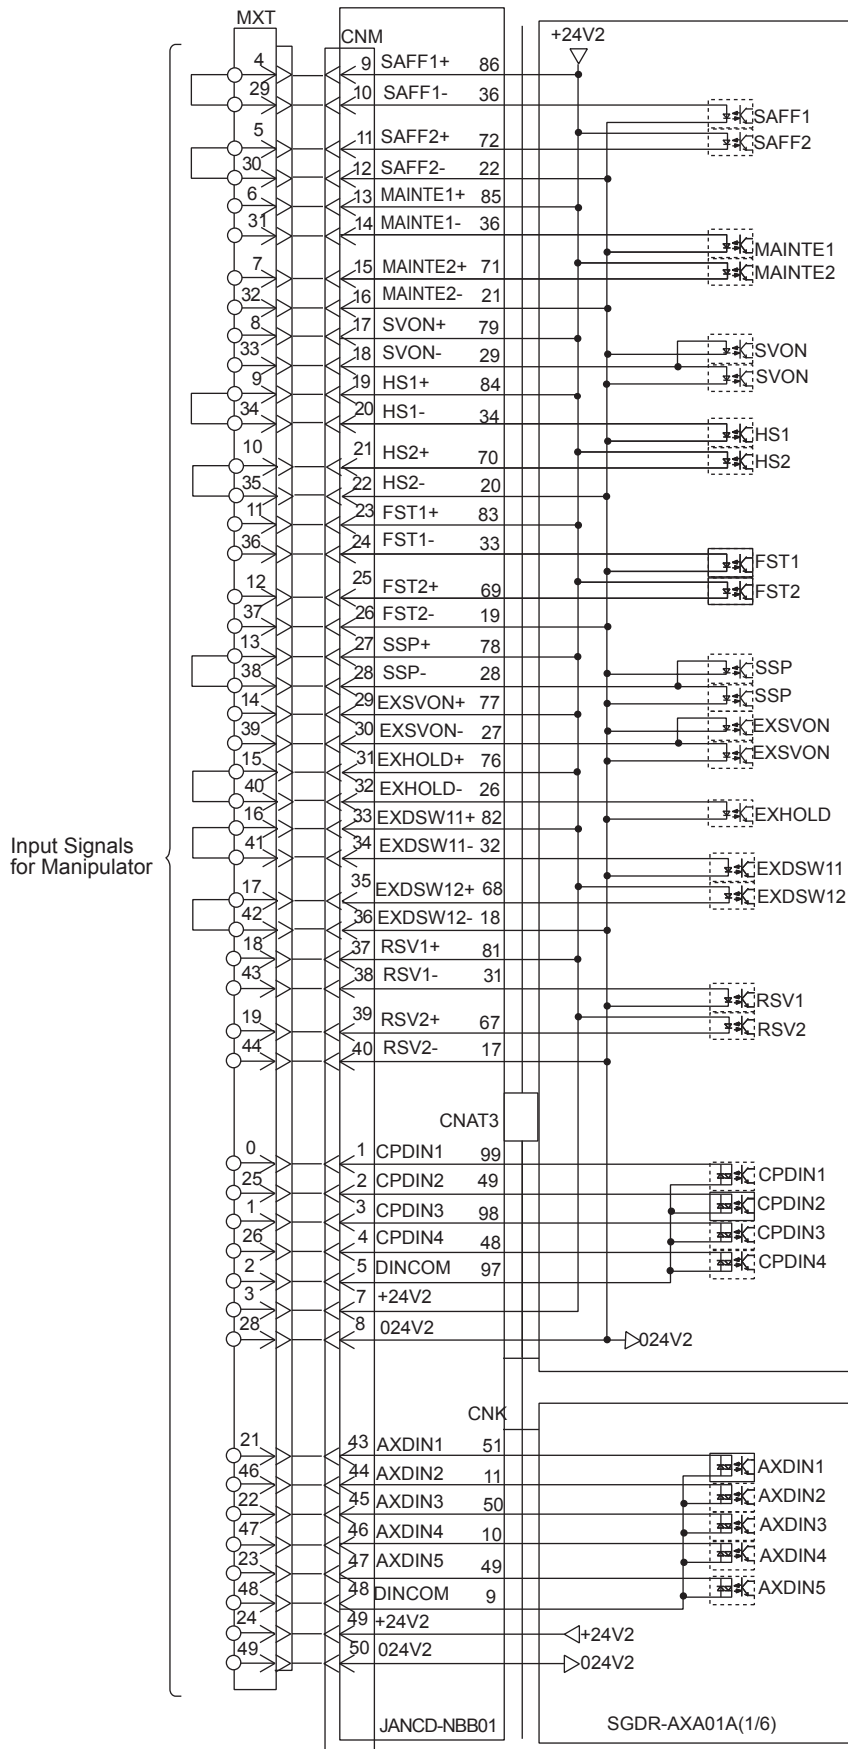 MXT
CNM
+24V2
4 9 SAFF1+ 86
29 10 SAFF1- 36
SAFF1
5 11 SAFF2+ 72
SAFF2
30 12 SAFF2- 22
6 13 MAINTE1+ 85
31 14 MAINTE1- 36
MAINTE1
7 15 MAINTE2+ 71
MAINTE2
32 16 MAINTE2- 21
8 17 SVON+ 79
33 18 SVON- 29
SVON
SVON
9 19 HS1+ 84
34 20 HS1- 34
HS1
10 21 HS2+ 70
HS2
35 22 HS2- 20
11 23 FST1+ 83
36 24 FST1- 33
FST1
12 25 FST2+ 69
FST2
37 26 FST2- 19
13 27 SSP+ 78
38 28 SSP- 28
SSP
SSP
14 29 EXSVON+ 77
39 30 EXSVON- 27
EXSVON
EXSVON
15 31 EXHOLD+ 76
40 32 EXHOLD- 26
EXHOLD
16 33 EXDSW11+ 82
41 34 EXDSW11- 32
EXDSW11
Input Signals
for Manipulator
17 35 EXDSW12+ 68
EXDSW12
42 36 EXDSW12- 18
18 37 RSV1+ 81
43 38 RSV1- 31
RSV1
19 39 RSV2+ 67
RSV2
44 40 RSV2- 17
CNAT3
0 1 CPDIN1 99
CPDIN1
25 2 CPDIN2 49
CPDIN2
1 3 CPDIN3 98
CPDIN3
26 4 CPDIN4 48
CPDIN4
2 5 DINCOM 97
3 7 +24V2
28 8 024V2
024V2
CNK
21 43 AXDIN1 51
AXDIN1
46 44 AXDIN2 11
AXDIN2
22 45 AXDIN3 50
AXDIN3
47 46 AXDIN4 10
AXDIN4
23 47 AXDIN5 49
AXDIN5
48 48 DINCOM 9
24 49 +24V2
+24V2
49 50 024V2
024V2
JANCD-NBB01
SGDR-AXA01A(1/6)